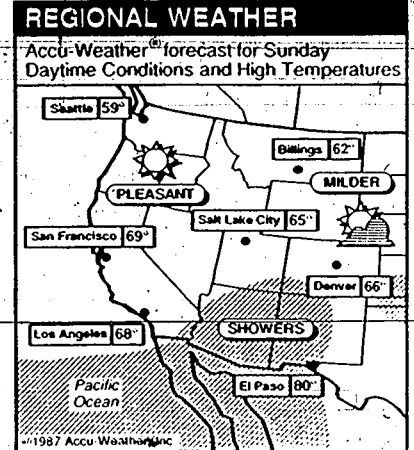 REGIONAL WEATHER
Accu-Weather® forecast for Sunday
Daytime Conditions and High Temperatures
Seattle 59°
Billings 62°
MILDER
PLEASANT
Salt Lake City 65°
San Francisco 69°
Denver 66°
Los Angeles 68°
SHOWERS
El Paso 80°
Pacific
Ocean
©1987 Accu-Weather, Inc